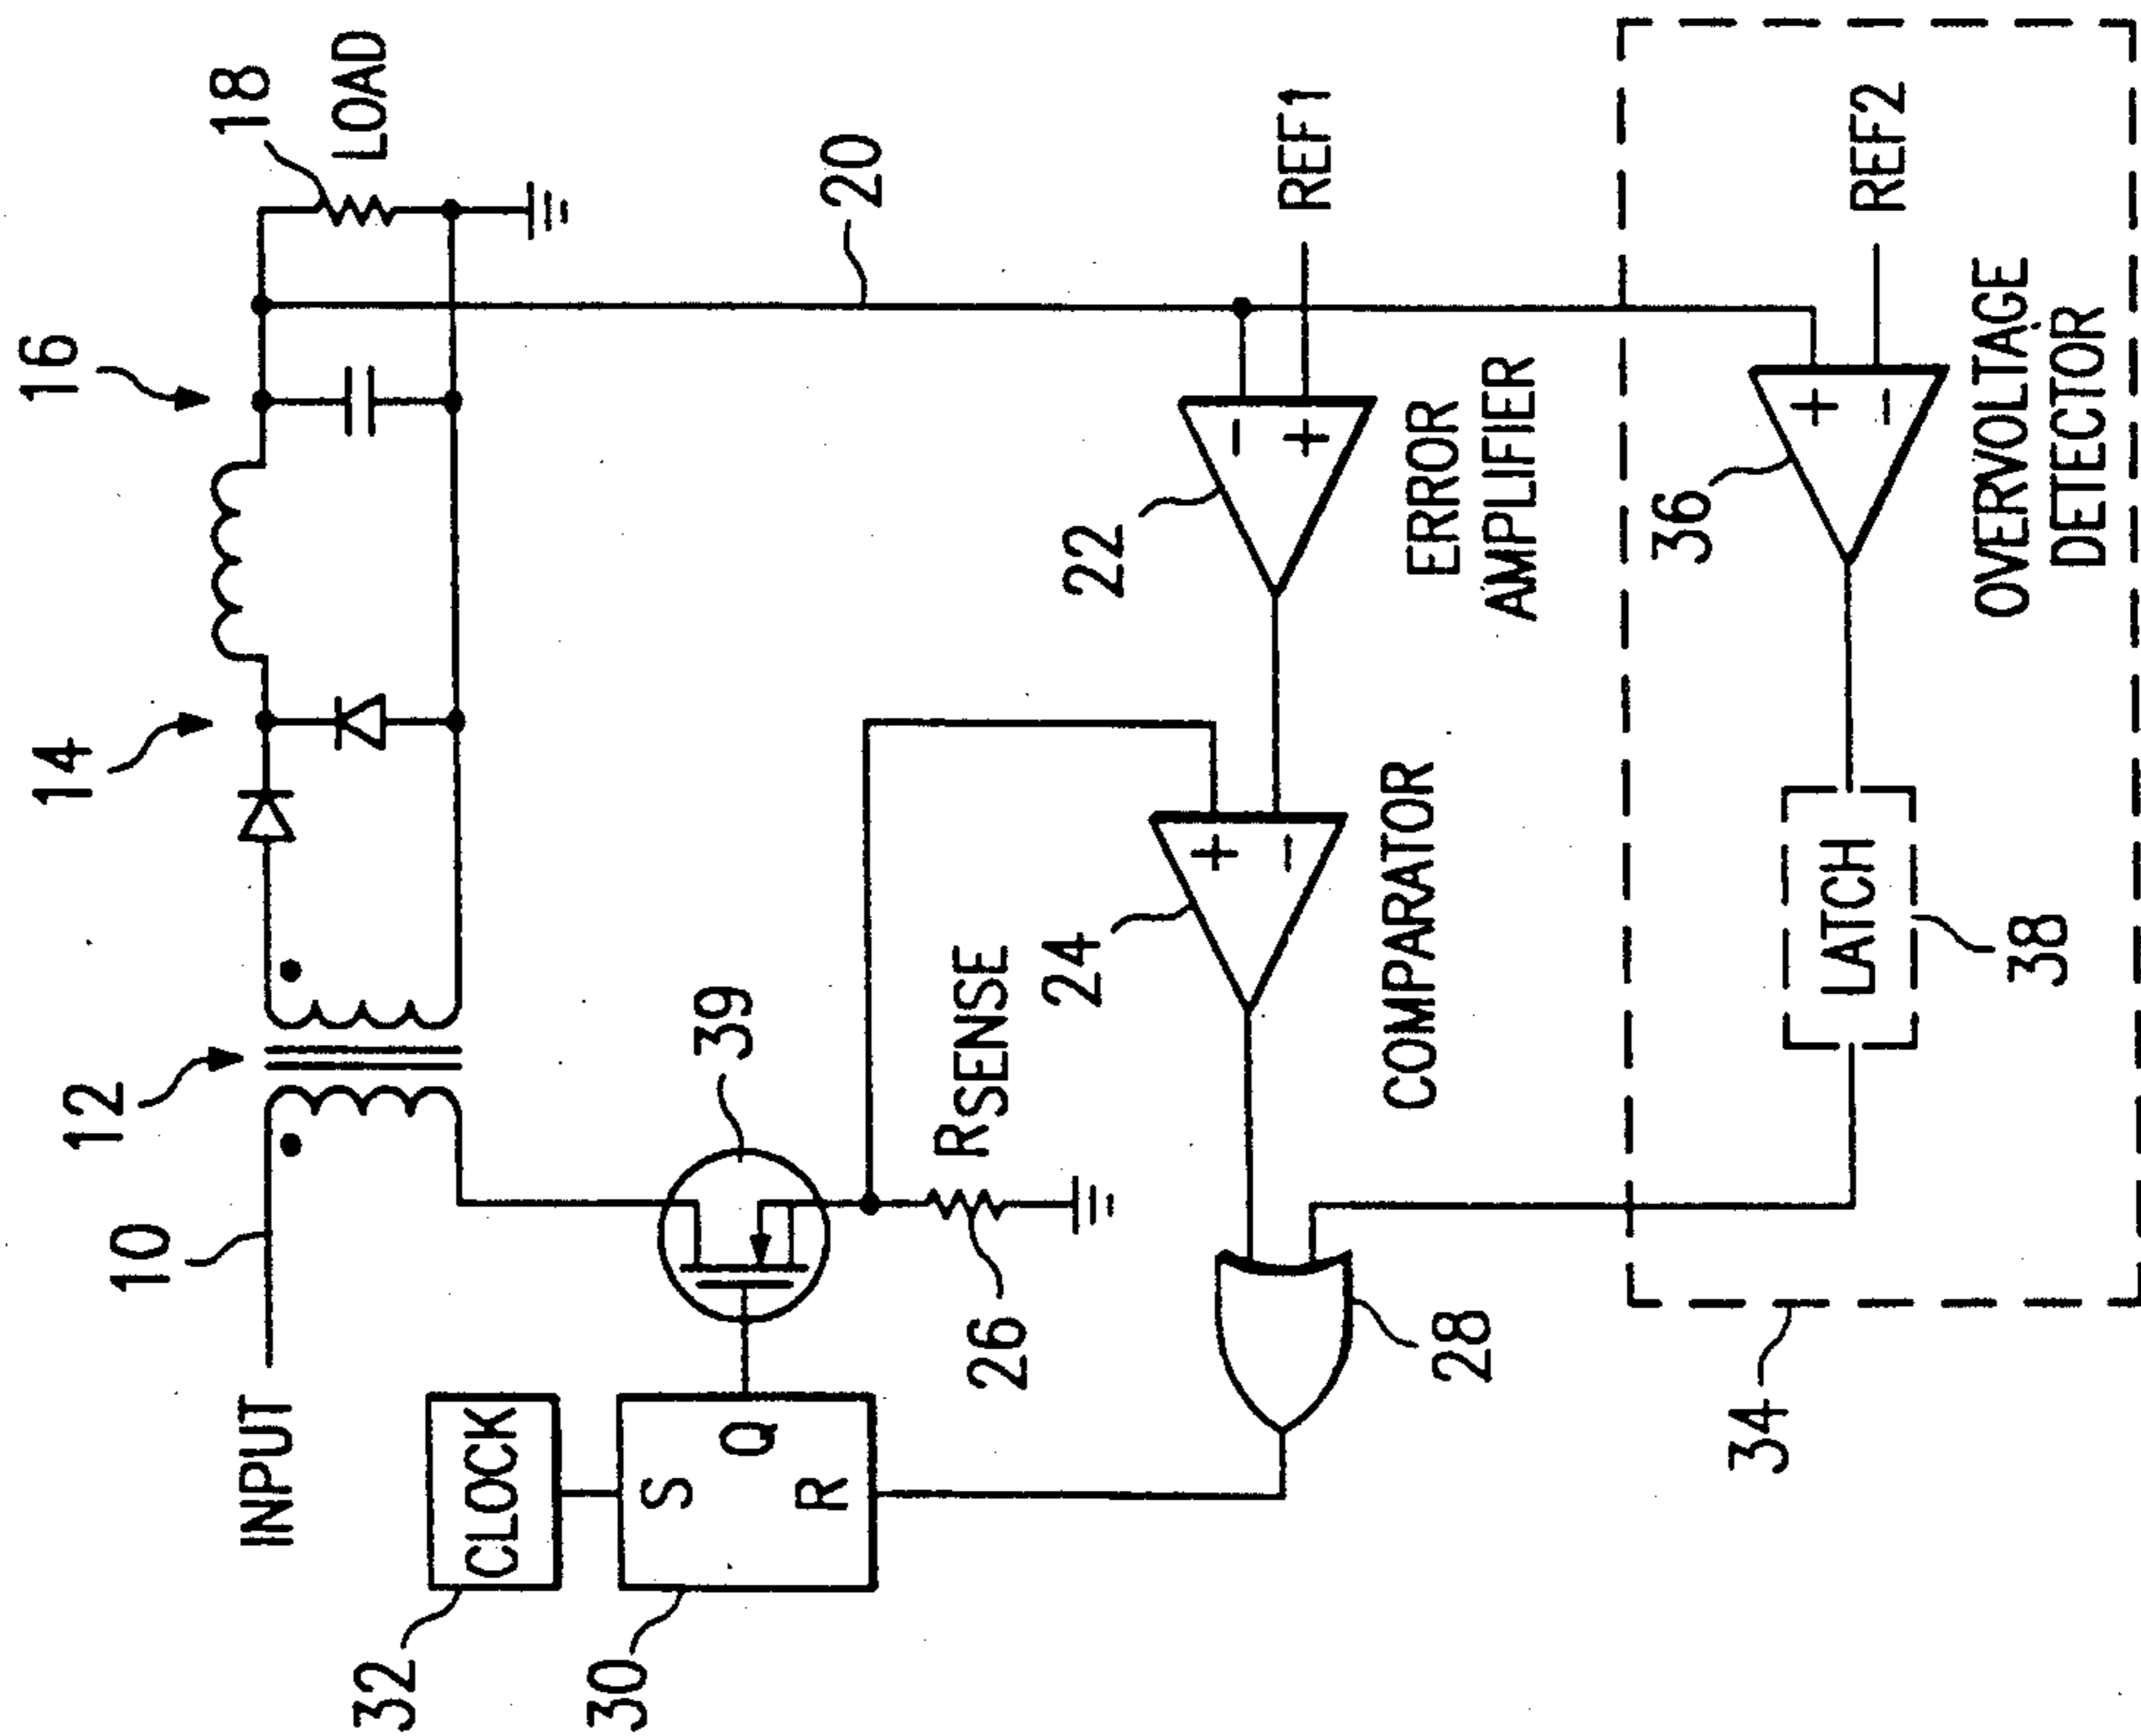 INPUT
10
12
14
16
18
LOAD
32
CLOCK
30
S
Q
R
39
26
RSENSE
20
22
- 
+
REF1
ERROR
AMPLIFIER
24
+
-
COMPARATOR
28
34
36
+
-
REF2
OVERVOLTAGE
DETECTOR
LATCH
38